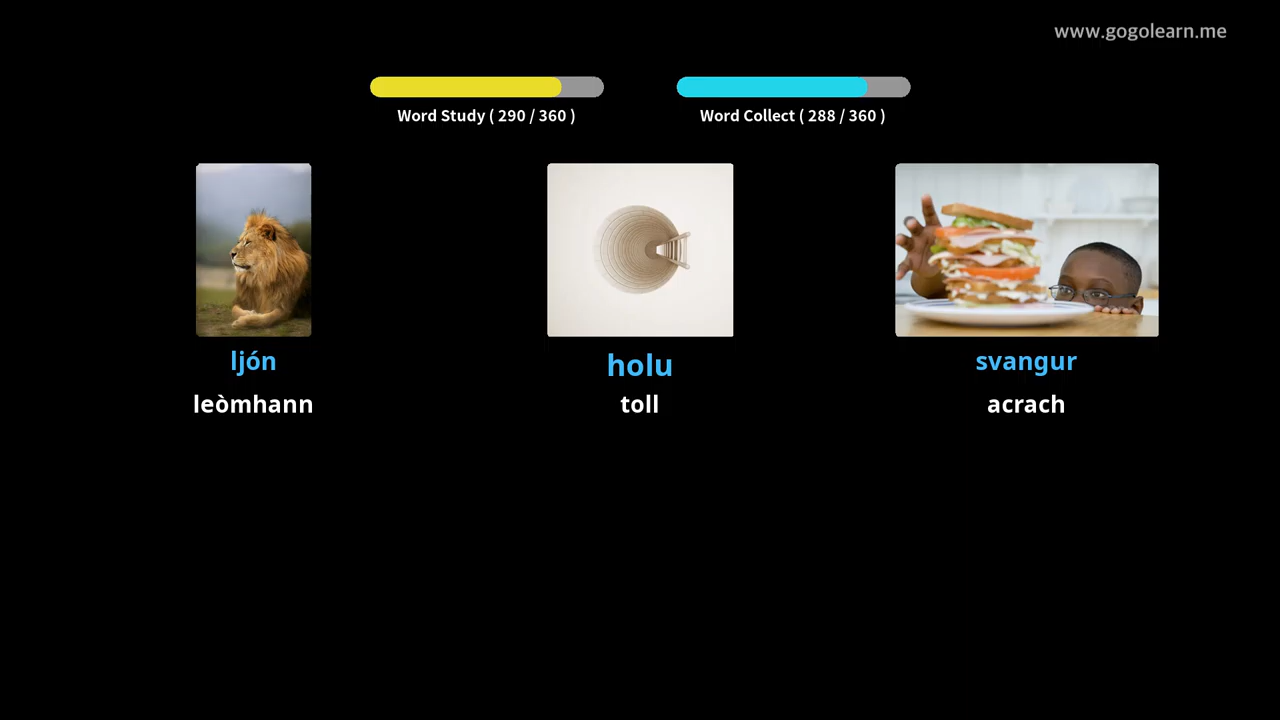 www.gogolearn.me
Word Study ( 290 / 360 )
Word Collect ( 288 / 360 )
ljón
holu
svangur
leòmhann
toll
acrach